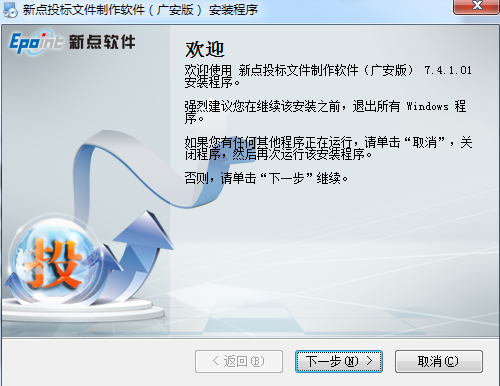 新点投标文件制作软件（广安版） 安装程序
Epoint 新点软件
欢迎
欢迎使用 新点投标文件制作软件（广安版） 7.4.1.01
安装程序。
强烈建议您在继续该安装之前，退出所有 Windows 程
序。
如果您有任何其他程序正在运行，请单击“取消”，关
闭程序，然后再次运行该安装程序。
否则，请单击“下一步”继续。
投
< 返回(B)
下一步(N) >
取消(C)